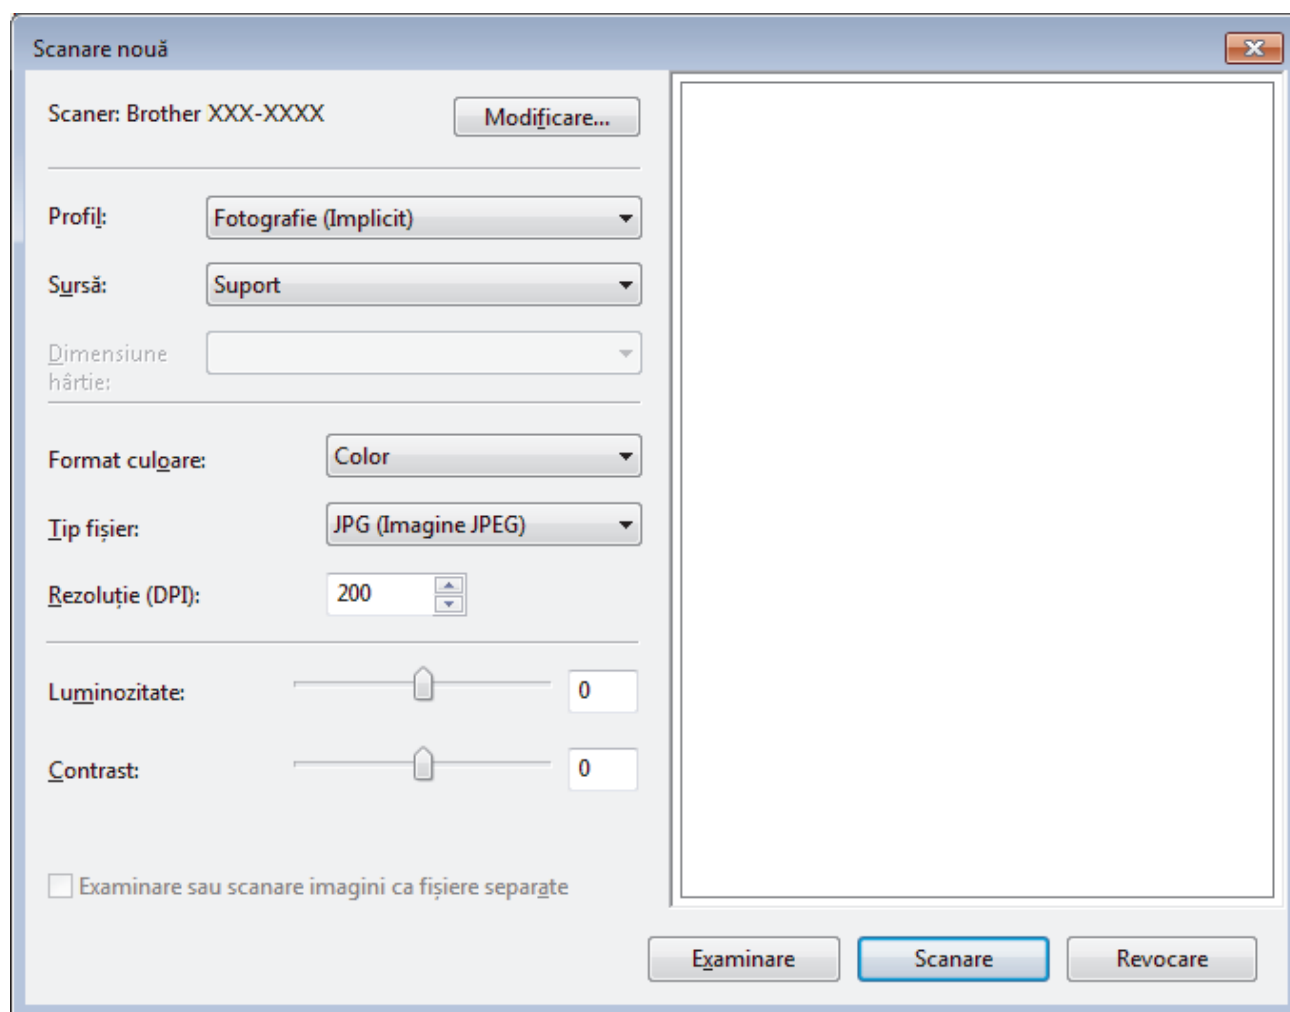 Scanare nouă
Scaner: Brother XXX-XXXX
Modificare...
Profil:
Fotografie (Implicit)
Sursă:
Suport
Dimensiune
hârtie:
Format culoare:
Color
Tip fișier:
JPG (Imagine JPEG)
Rezoluție (DPI):
200
Luminozitate:
0
Contrast:
0
Examinare sau scanare imagini ca fișiere separate
Examinare
Scanare
Revocare